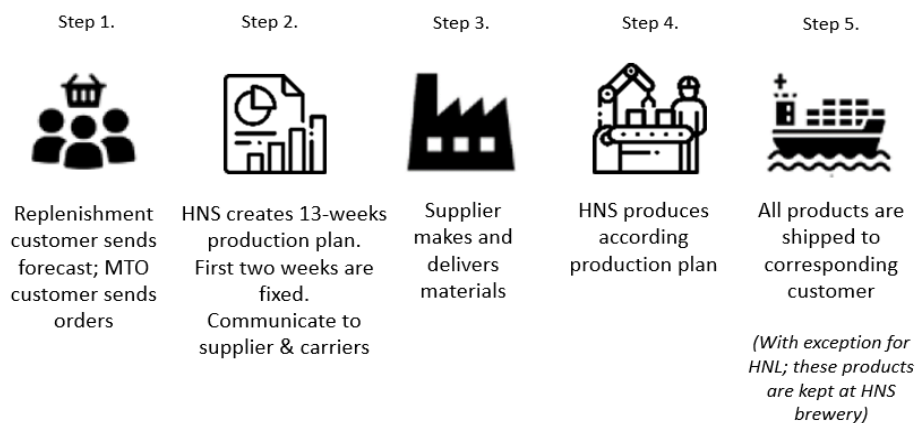 Step 1.
Replenishment
customer sends
forecast; MTO
customer sends
orders
Step 2.
HNS creates 13-weeks
production plan.
First two weeks are
fixed.
Communicate to
supplier & carriers
Step 3.
Supplier
makes and
delivers
materials
Step 4.
HNS produces
according
production plan
Step 5.
All products are
shipped to
corresponding
customer
(With exception for
HNL; these products
are kept at HNS
brewery)